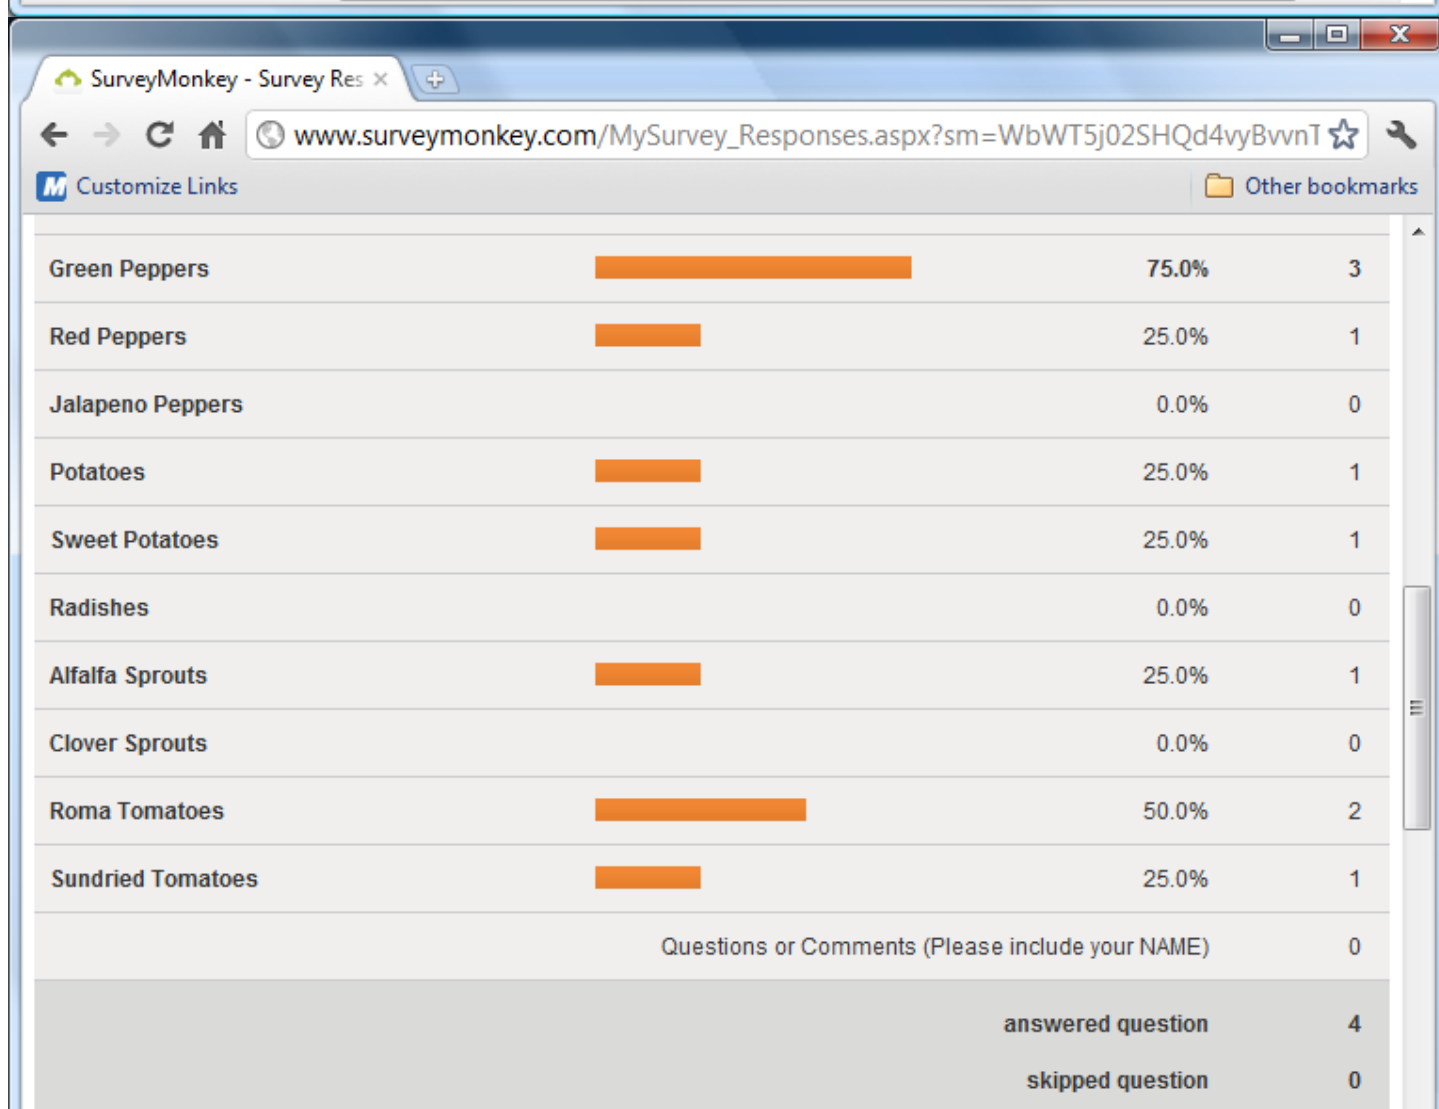 SurveyMonkey - Survey Res
www.surveymonkey.com/MySurvey_Responses.aspx?sm=WbWT5j02SHQd4vyBvvnT
Customize Links Other bookmarks
Green Peppers 75.0% 3
Red Peppers 25.0% 1
Jalapeno Peppers 0.0% 0
Potatoes 25.0% 1
Sweet Potatoes 25.0% 1
Radishes 0.0% 0
Alfalfa Sprouts 25.0% 1
Clover Sprouts 0.0% 0
Roma Tomatoes 50.0% 2
Sundried Tomatoes 25.0% 1
Questions or Comments (Please include your NAME) 0
answered question 4
skipped question 0